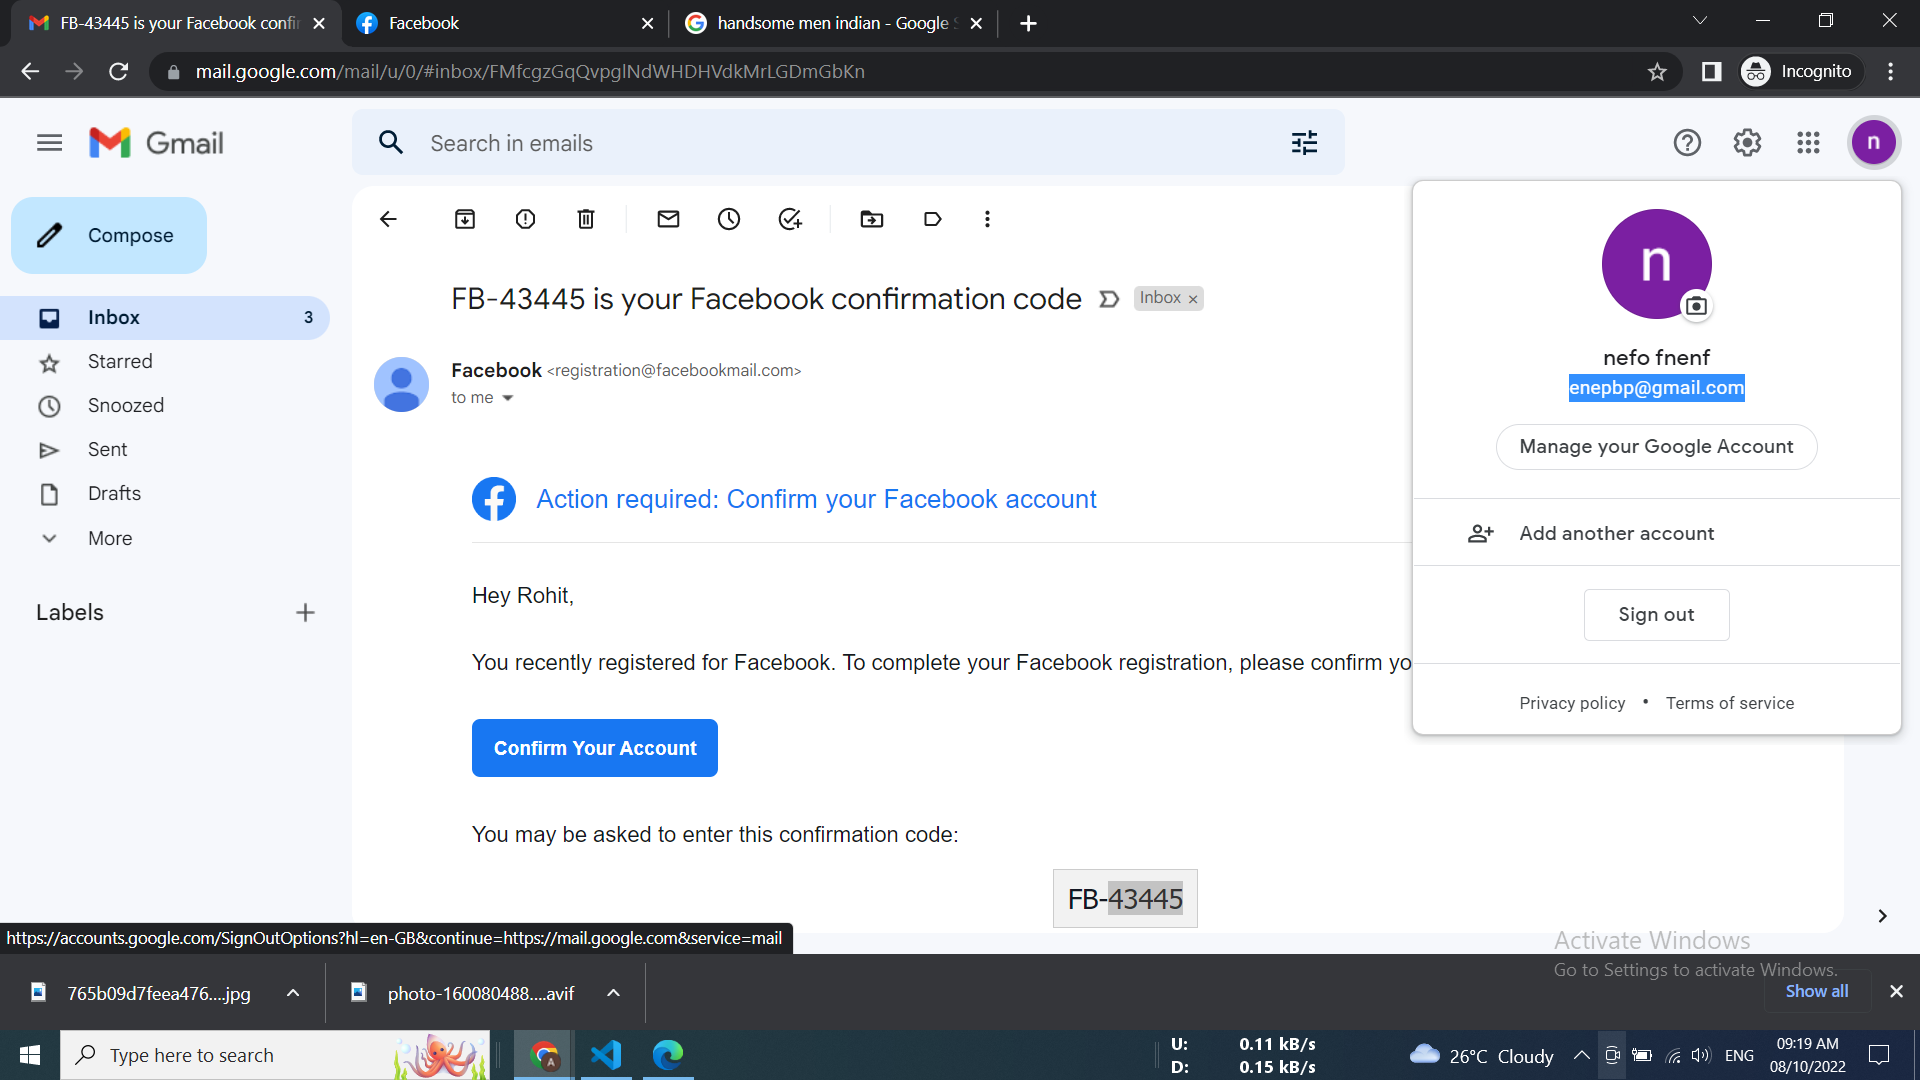 FB-43445 is your Facebook confir
Facebook
handsome men indian - Google S
mail.google.com/mail/u/0/#inbox/FMfcgzGqQvpglNdWHDHVdkMrLGDmGbKn
Incognito
Gmail
Search in emails
n
Compose
Inbox 3
Starred
Snoozed
Sent
Drafts
More
Labels
FB-43445 is your Facebook confirmation code
Inbox ×
Facebook <registration@facebookmail.com>
to me
Action required: Confirm your Facebook account
Hey Rohit,
You recently registered for Facebook. To complete your Facebook registration, please confirm yo
Confirm Your Account
You may be asked to enter this confirmation code:
FB-43445
n
nefo fnenf
enepbp@gmail.com
Manage your Google Account
Add another account
Sign out
Privacy policy • Terms of service
https://accounts.google.com/SignOutOptions?hl=en-GB&continue=https://mail.google.com&service=mail
Activate Windows
Go to Settings to activate Windows.
765b09d7feea476....jpg
photo-160080488....avif
Show all
Type here to search
A
U: 0.11 kB/s
D: 0.15 kB/s
26°C Cloudy
ENG
09:19 AM
08/10/2022